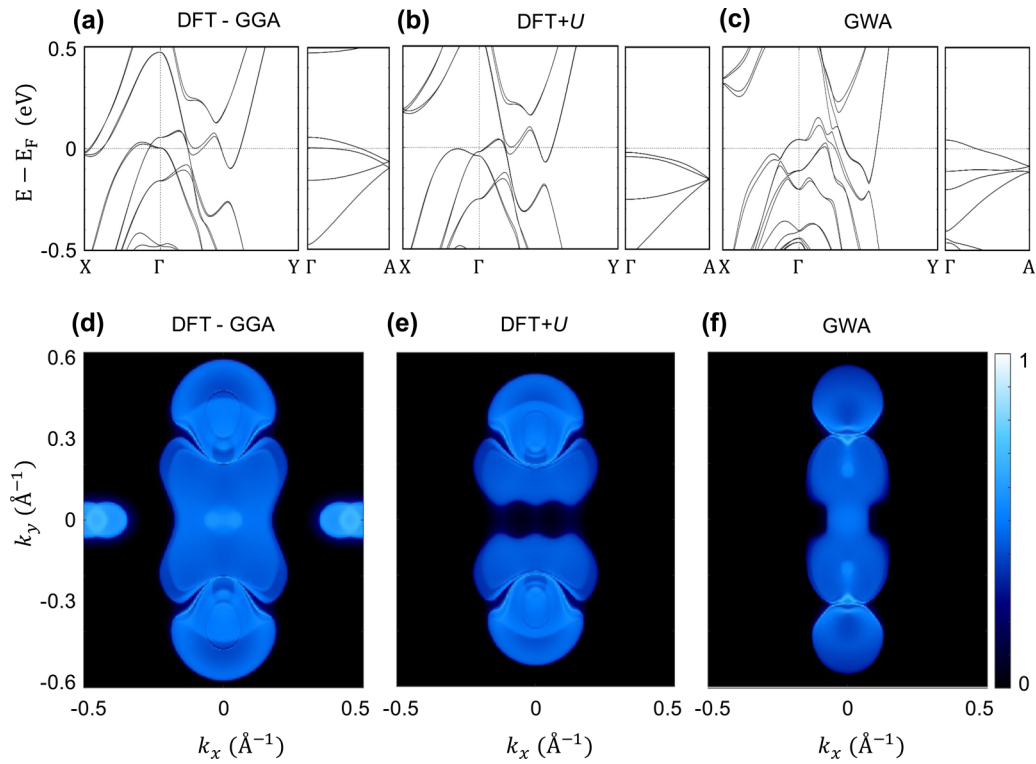 (a) DFT - GGA
(b) DFT+U
(c) GWA
E − E_F (eV)
0.5
0
-0.5
X Γ Y Γ A
X Γ Y Γ A
X Γ Y Γ A
(d) DFT - GGA
(e) DFT+U
(f) GWA
k_y (Å⁻¹)
0.6
0.3
0
-0.3
-0.6
-0.5 0 0.5
-0.5 0 0.5
-0.5 0 0.5
k_x (Å⁻¹)
k_x (Å⁻¹)
k_x (Å⁻¹)
1
0